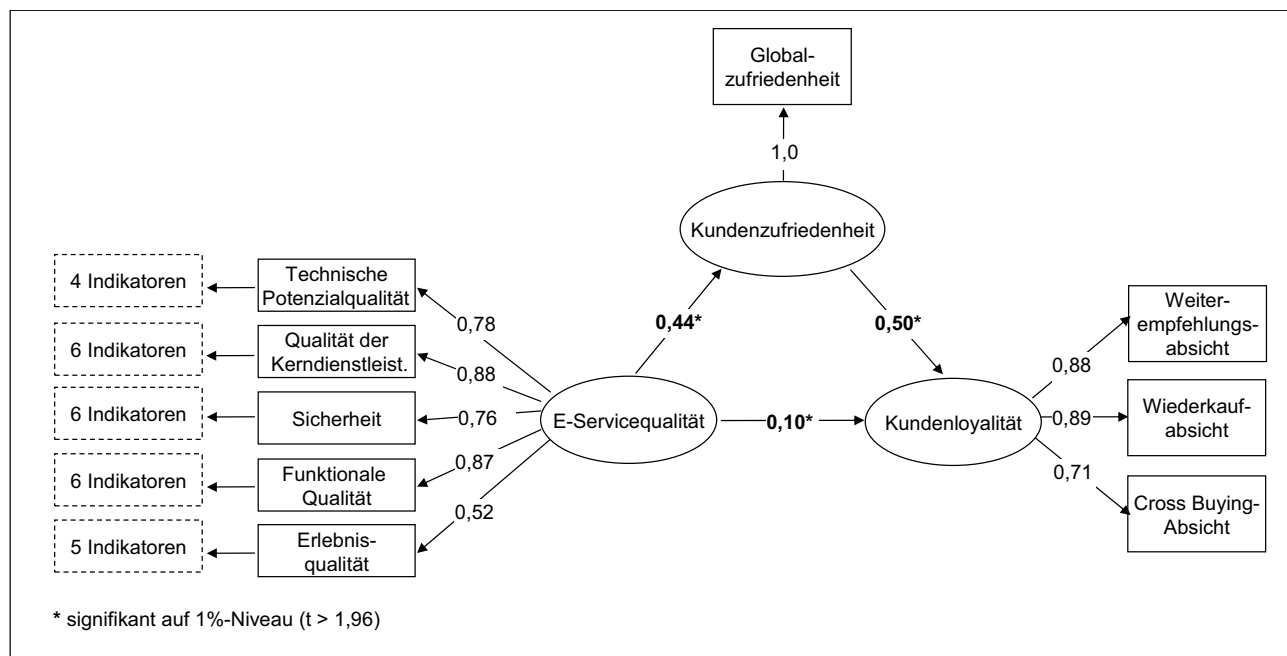 Global-
zufriedenheit
1,0
Kundenzufriedenheit
4 Indikatoren
Technische
Potenzialqualität
0,78
0,44*
0,50*
Weiter-
empfehlungs-
absicht
6 Indikatoren
Qualität der
Kerndienstleist.
0,88
0,88
6 Indikatoren
Sicherheit
0,76
E-Servicequalität
0,10*
Kundenloyalität
0,89
Wiederkauf-
absicht
6 Indikatoren
Funktionale
Qualität
0,87
0,71
Cross Buying-
Absicht
5 Indikatoren
Erlebnis-
qualität
0,52
* signifikant auf 1%-Niveau (t > 1,96)